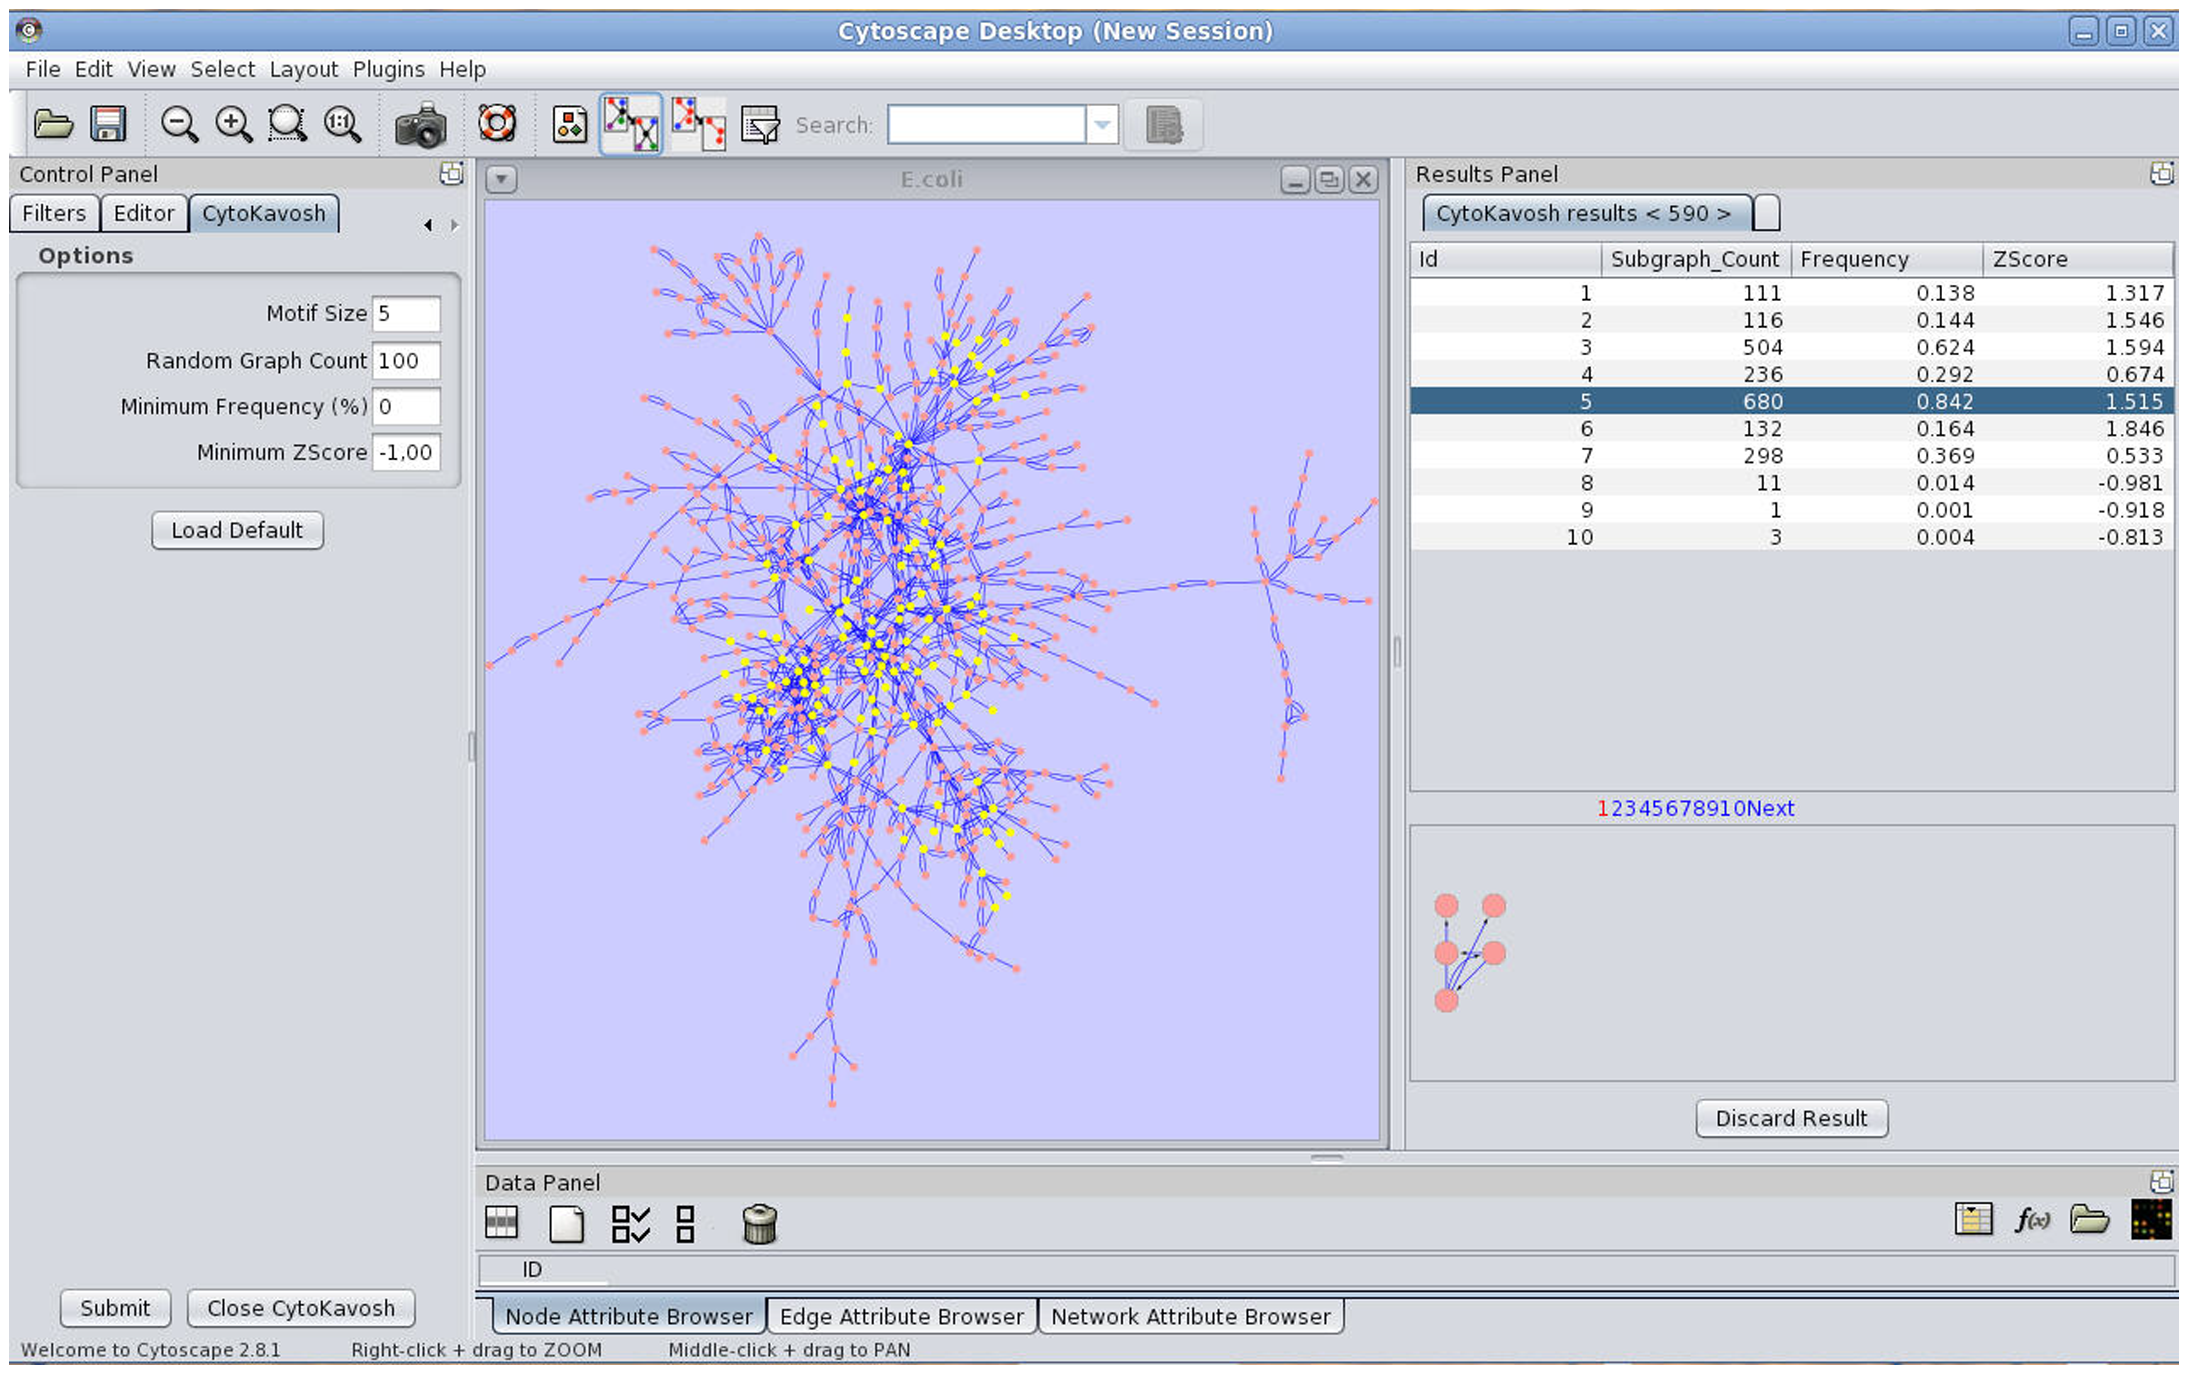 Cytoscape Desktop (New Session)
File Edit View Select Layout Plugins Help
1:1 Search:
Control Panel
Filters Editor CytoKavosh
Options
Motif Size 5
Random Graph Count 100
Minimum Frequency (%) 0
Minimum ZScore -1,00
Load Default
Submit Close CytoKavosh
E.coli
Results Panel
CytoKavosh results < 590 >
Id Subgraph_Count Frequency ZScore
1 111 0.138 1.317
2 116 0.144 1.546
3 504 0.624 1.594
4 236 0.292 0.674
5 680 0.842 1.515
6 132 0.164 1.846
7 298 0.369 0.533
8 11 0.014 -0.981
9 1 0.001 -0.918
10 3 0.004 -0.813
12345678910Next
Discard Result
Data Panel
f(x)
ID
Node Attribute Browser Edge Attribute Browser Network Attribute Browser
Welcome to Cytoscape 2.8.1 Right-click + drag to ZOOM Middle-click + drag to PAN